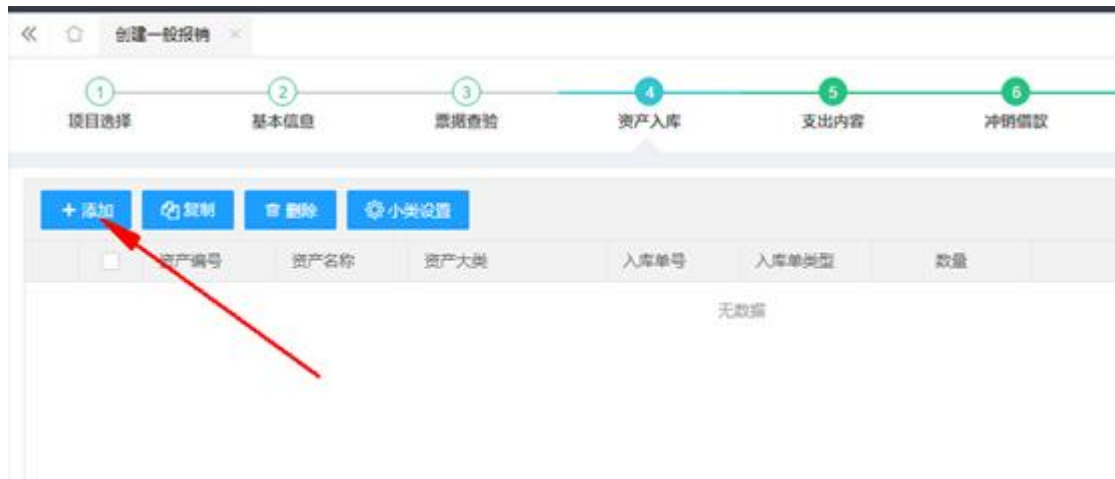 创建一般报销
1 2 3 4 5 6
项目选择 基本信息 票据查验 资产入库 支出内容 冲销借款
+ 添加 复制 删除 小类设置
资产编号 资产名称 资产大类 入库单号 入库单类型 数量
无数据